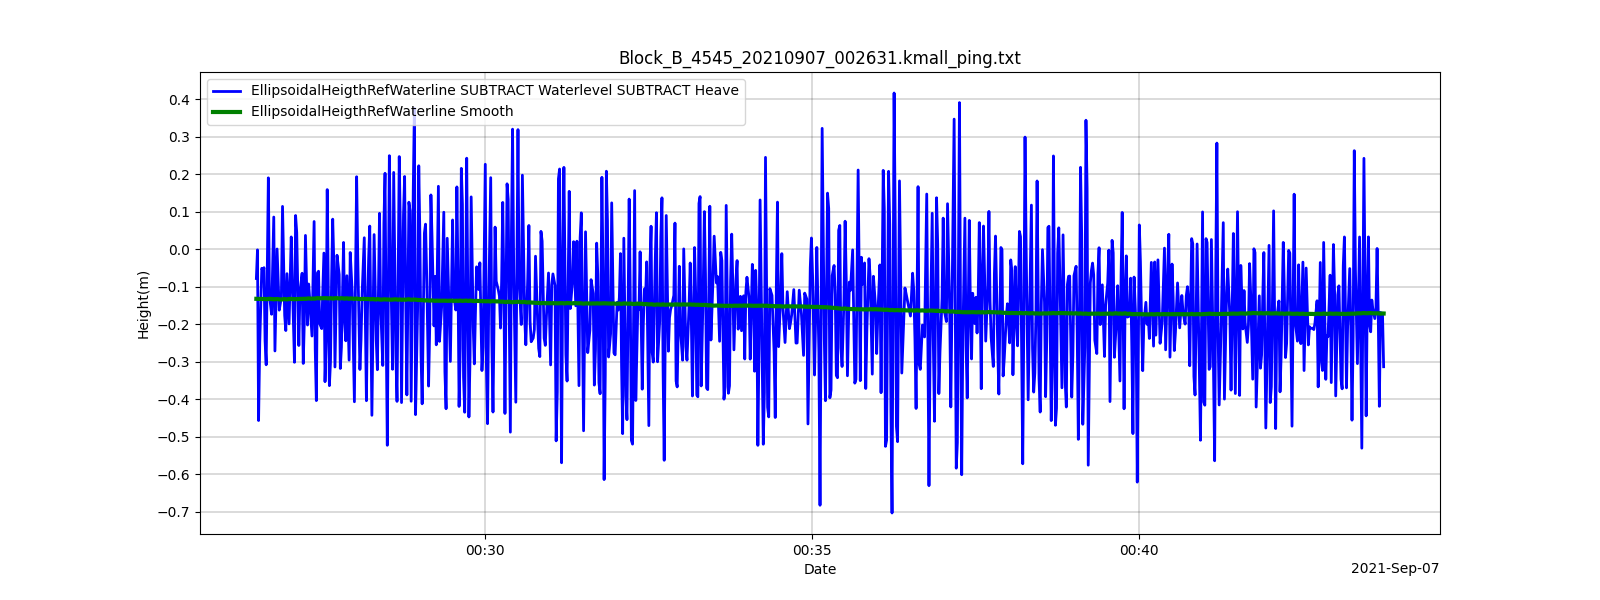 Block_B_4545_20210907_002631.kmall_ping.txt
EllipsoidalHeigthRefWaterline SUBTRACT Waterlevel SUBTRACT Heave
EllipsoidalHeigthRefWaterline Smooth
Height(m)
0.4
0.3
0.2
0.1
0.0
−0.1
−0.2
−0.3
−0.4
−0.5
−0.6
−0.7
00:30 00:35 00:40
Date
2021-Sep-07